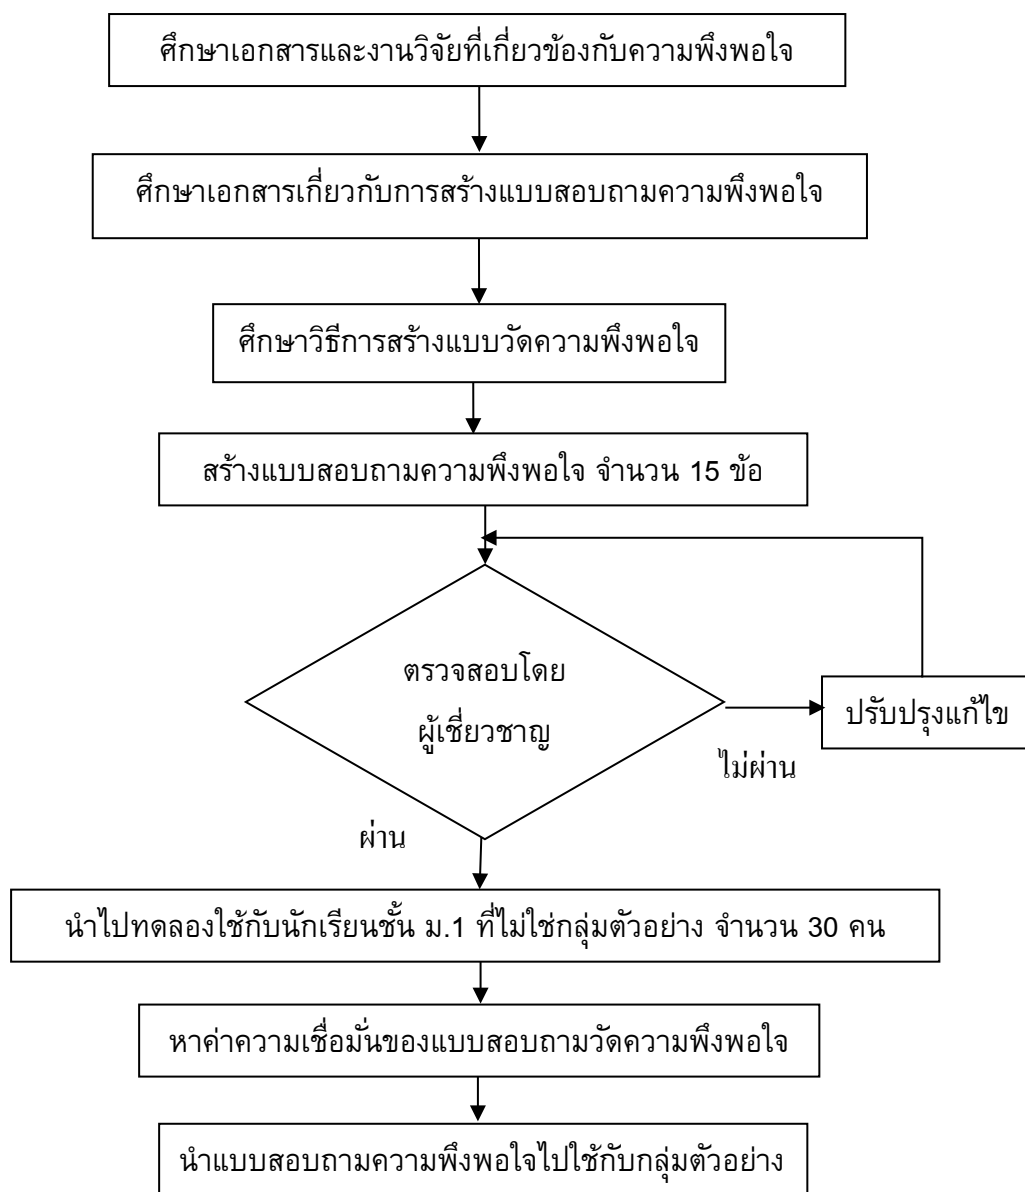 ศึกษาเอกสารและงานวิจัยที่เกี่ยวข้องกับความพึงพอใจ
ศึกษาเอกสารเกี่ยวกับการสร้างแบบสอบถามความพึงพอใจ
ศึกษาวิธีการสร้างแบบวัดความพึงพอใจ
สร้างแบบสอบถามความพึงพอใจ จำนวน 15 ข้อ
ตรวจสอบโดย
ผู้เชี่ยวชาญ
ปรับปรุงแก้ไข
ไม่ผ่าน
ผ่าน
นำไปทดลองใช้กับนักเรียนชั้น ม.1 ที่ไม่ใช่กลุ่มตัวอย่าง จำนวน 30 คน
หาค่าความเชื่อมั่นของแบบสอบถามวัดความพึงพอใจ
นำแบบสอบถามความพึงพอใจไปใช้กับกลุ่มตัวอย่าง